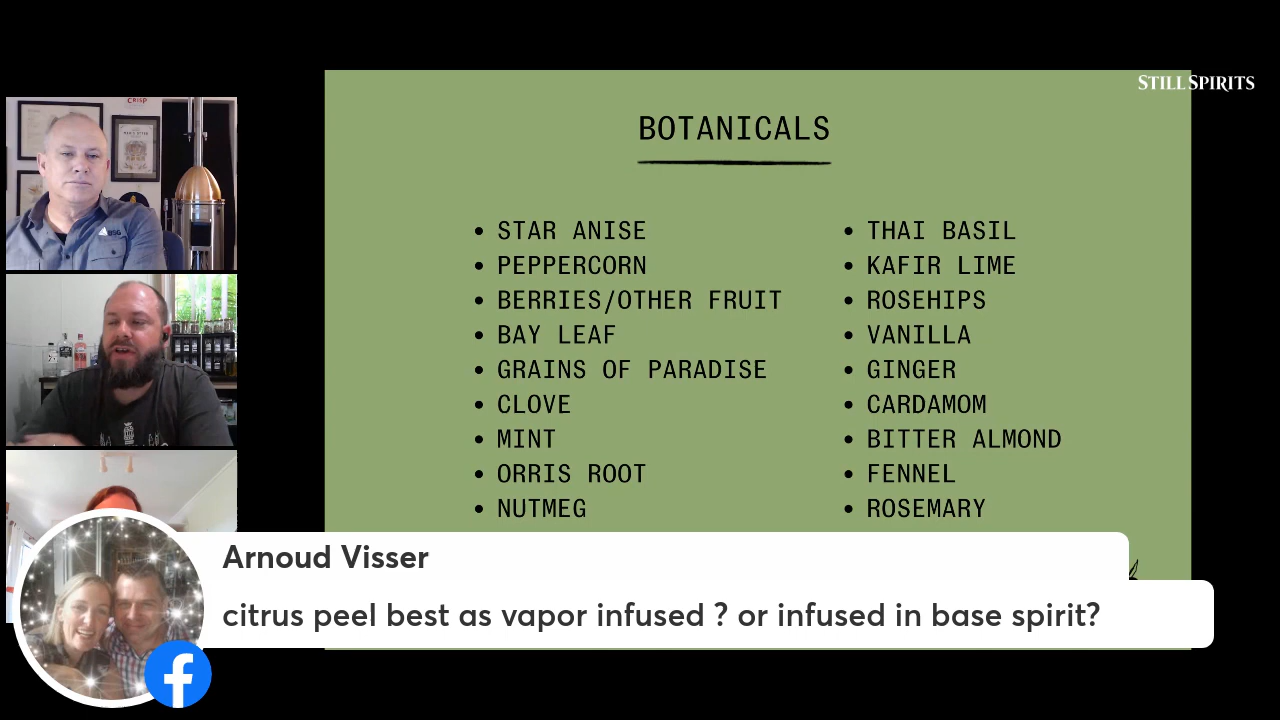 STILLSPIRITS
CRISP
BSG
BOTANICALS
• STAR ANISE
• PEPPERCORN
• BERRIES/OTHER FRUIT
• BAY LEAF
• GRAINS OF PARADISE
• CLOVE
• MINT
• ORRIS ROOT
• NUTMEG
• THAI BASIL
• KAFIR LIME
• ROSEHIPS
• VANILLA
• GINGER
• CARDAMOM
• BITTER ALMOND
• FENNEL
• ROSEMARY
Arnoud Visser
citrus peel best as vapor infused ? or infused in base spirit?